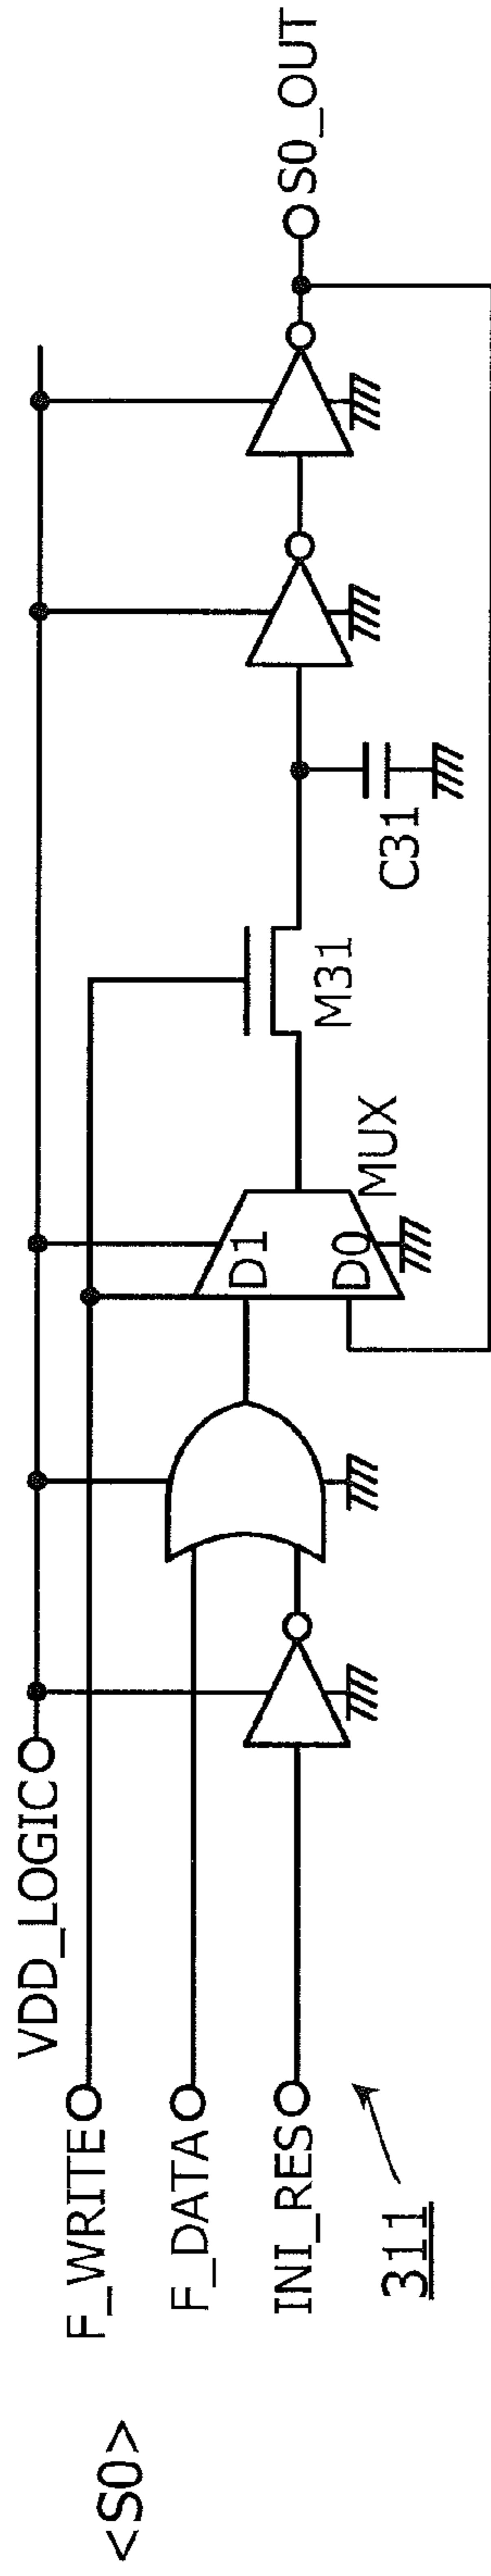 <S0>
VDD_LOGIC
F_WRITE
F_DATA
INI_RES
311
D1
D0
MUX
M31
C31
S0_OUT